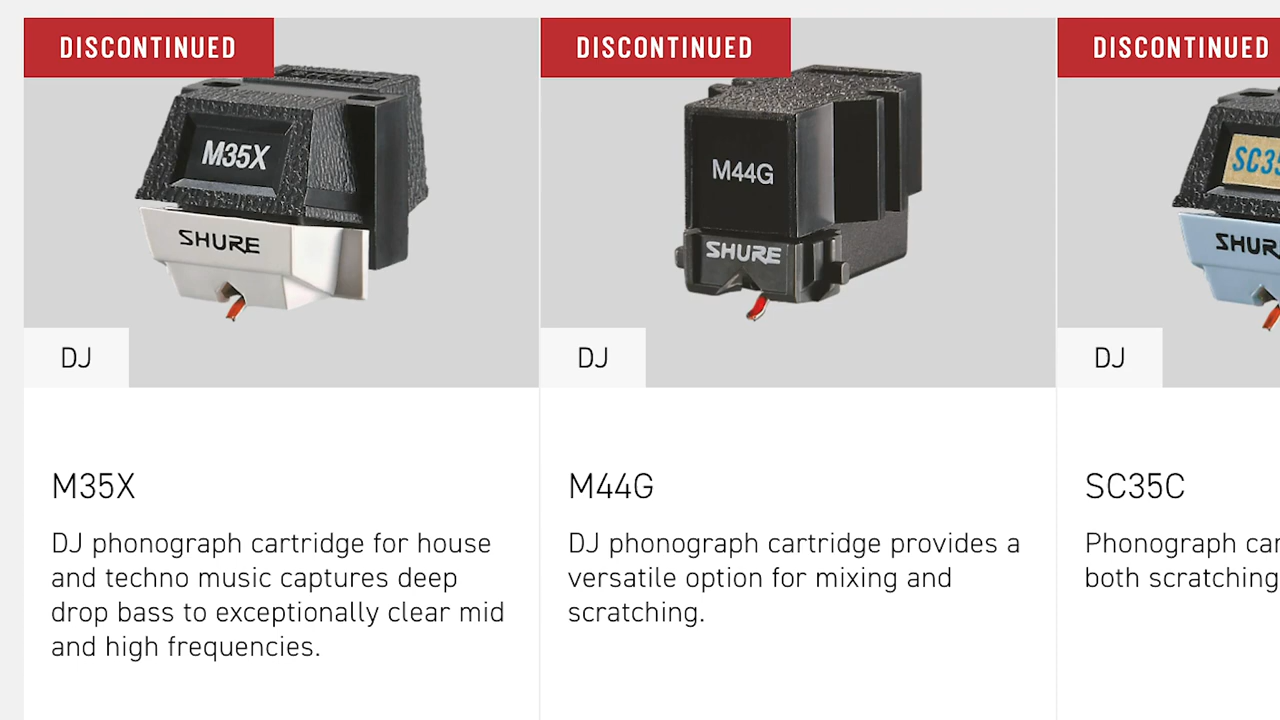 DISCONTINUED
M35X
SHURE
DJ
M35X
DJ phonograph cartridge for house
and techno music captures deep
drop bass to exceptionally clear mid
and high frequencies.
DISCONTINUED
M44G
SHURE
DJ
M44G
DJ phonograph cartridge provides a
versatile option for mixing and
scratching.
DISCONTINUED
DJ
SC35C
Phonograph
both scratching